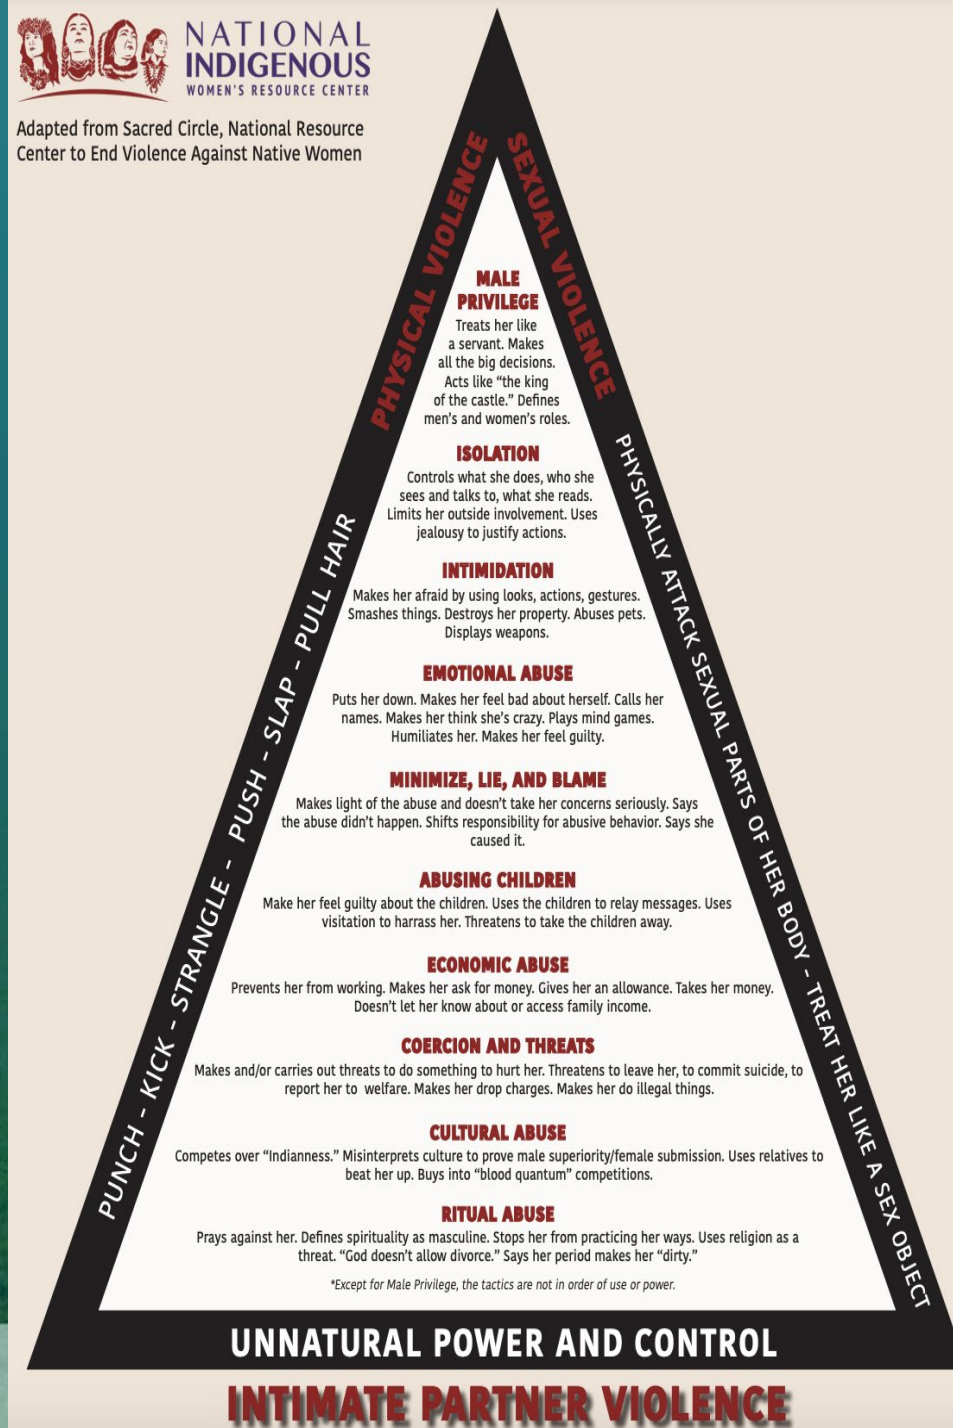 NATIONAL
INDIGENOUS
WOMEN'S RESOURCE CENTER
Adapted from Sacred Circle, National Resource
Center to End Violence Against Native Women
PHYSICAL VIOLENCE
SEXUAL VIOLENCE
MALE
PRIVILEGE
Treats her like
a servant. Makes
all the big decisions.
Acts like “the king
of the castle.” Defines
men’s and women’s roles.
ISOLATION
Controls what she does, who she
sees and talks to, what she reads.
Limits her outside involvement. Uses
jealousy to justify actions.
INTIMIDATION
Makes her afraid by using looks, actions, gestures.
Smashes things. Destroys her property. Abuses pets.
Displays weapons.
EMOTIONAL ABUSE
Puts her down. Makes her feel bad about herself. Calls her
names. Makes her think she’s crazy. Plays mind games.
Humiliates her. Makes her feel guilty.
MINIMIZE, LIE, AND BLAME
Makes light of the abuse and doesn’t take her concerns seriously. Says
the abuse didn’t happen. Shifts responsibility for abusive behavior. Says she
caused it.
ABUSING CHILDREN
Make her feel guilty about the children. Uses the children to relay messages. Uses
visitation to harrass her. Threatens to take the children away.
ECONOMIC ABUSE
Prevents her from working. Makes her ask for money. Gives her an allowance. Takes her money.
Doesn’t let her know about or access family income.
COERCION AND THREATS
Makes and/or carries out threats to do something to hurt her. Threatens to leave her, to commit suicide, to
report her to welfare. Makes her drop charges. Makes her do illegal things.
CULTURAL ABUSE
Competes over “Indianness.” Misinterprets culture to prove male superiority/female submission. Uses relatives to
beat her up. Buys into “blood quantum” competitions.
RITUAL ABUSE
Prays against her. Defines spirituality as masculine. Stops her from practicing her ways. Uses religion as a
threat. “God doesn’t allow divorce.” Says her period makes her “dirty.”
*Except for Male Privilege, the tactics are not in order of use or power.
PUNCH - KICK - STRANGLE - PUSH - SLAP - PULL HAIR
PHYSICALLY ATTACK SEXUAL PARTS OF HER BODY - TREAT HER LIKE A SEX OBJECT
UNNATURAL POWER AND CONTROL
INTIMATE PARTNER VIOLENCE